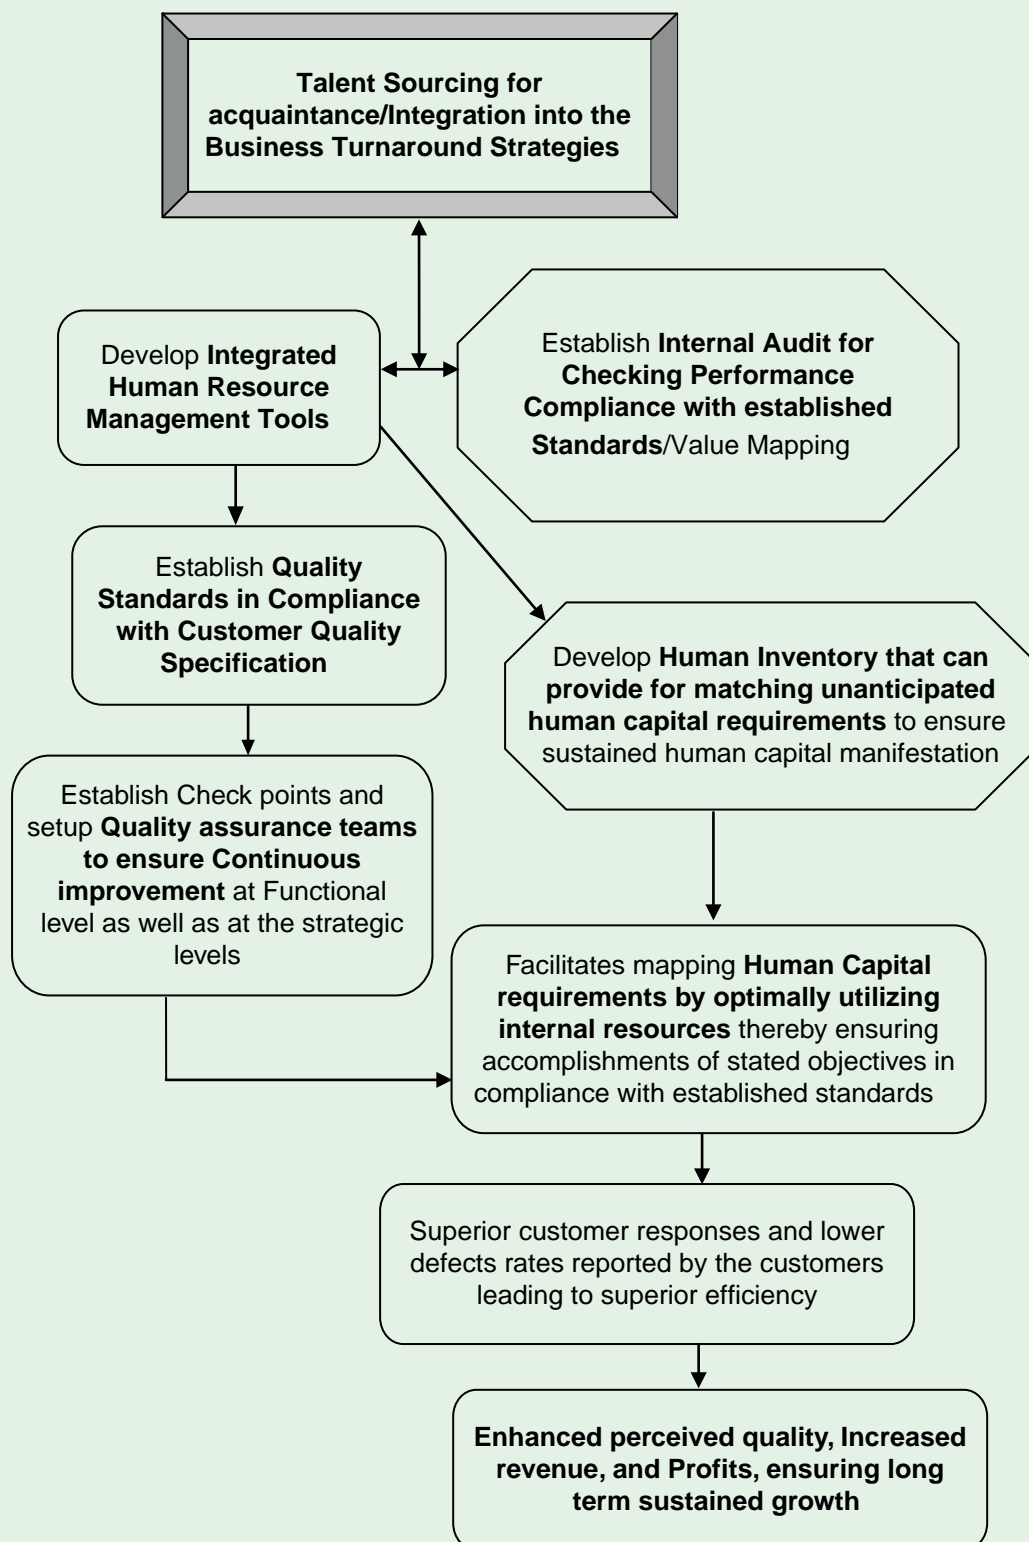 Talent Sourcing for
acquaintance/Integration into the
Business Turnaround Strategies
Develop Integrated
Human Resource
Management Tools
Establish Internal Audit for
Checking Performance
Compliance with established
Standards/Value Mapping
Establish Quality
Standards in Compliance
with Customer Quality
Specification
Develop Human Inventory that can
provide for matching unanticipated
human capital requirements to ensure
sustained human capital manifestation
Establish Check points and
setup Quality assurance teams
to ensure Continuous
improvement at Functional
level as well as at the strategic
levels
Facilitates mapping Human Capital
requirements by optimally utilizing
internal resources thereby ensuring
accomplishments of stated objectives in
compliance with established standards
Superior customer responses and lower
defects rates reported by the customers
leading to superior efficiency
Enhanced perceived quality, Increased
revenue, and Profits, ensuring long
term sustained growth